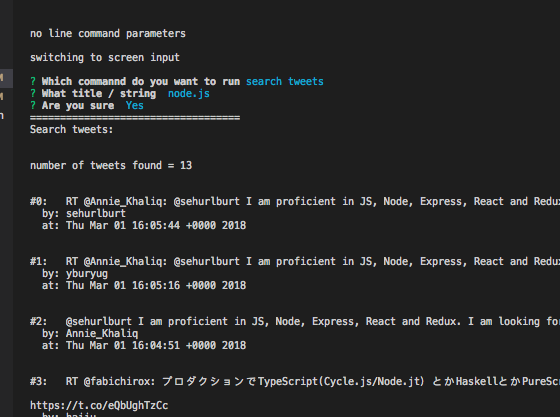 no line command parameters
switching to screen input
? Which commannd do you want to run search tweets
? What title / string  node.js
? Are you sure  Yes
===================================
Search tweets:
number of tweets found = 13
#0:   RT @Annie_Khaliq: @sehurlburt I am proficient in JS, Node, Express, React and Redux
by: sehurlburt
at: Thu Mar 01 16:05:44 +0000 2018
#1:   RT @Annie_Khaliq: @sehurlburt I am proficient in JS, Node, Express, React and Redux
by: yburyug
at: Thu Mar 01 16:05:16 +0000 2018
#2:   @sehurlburt I am proficient in JS, Node, Express, React and Redux. I am looking for
by: Annie_Khaliq
at: Thu Mar 01 16:04:51 +0000 2018
#3:   RT @fabichirox: プロダクションでTypeScript(Cycle.js/Node.jt) とかHaskellとかPureScr
https://t.co/eQbUghTzCc